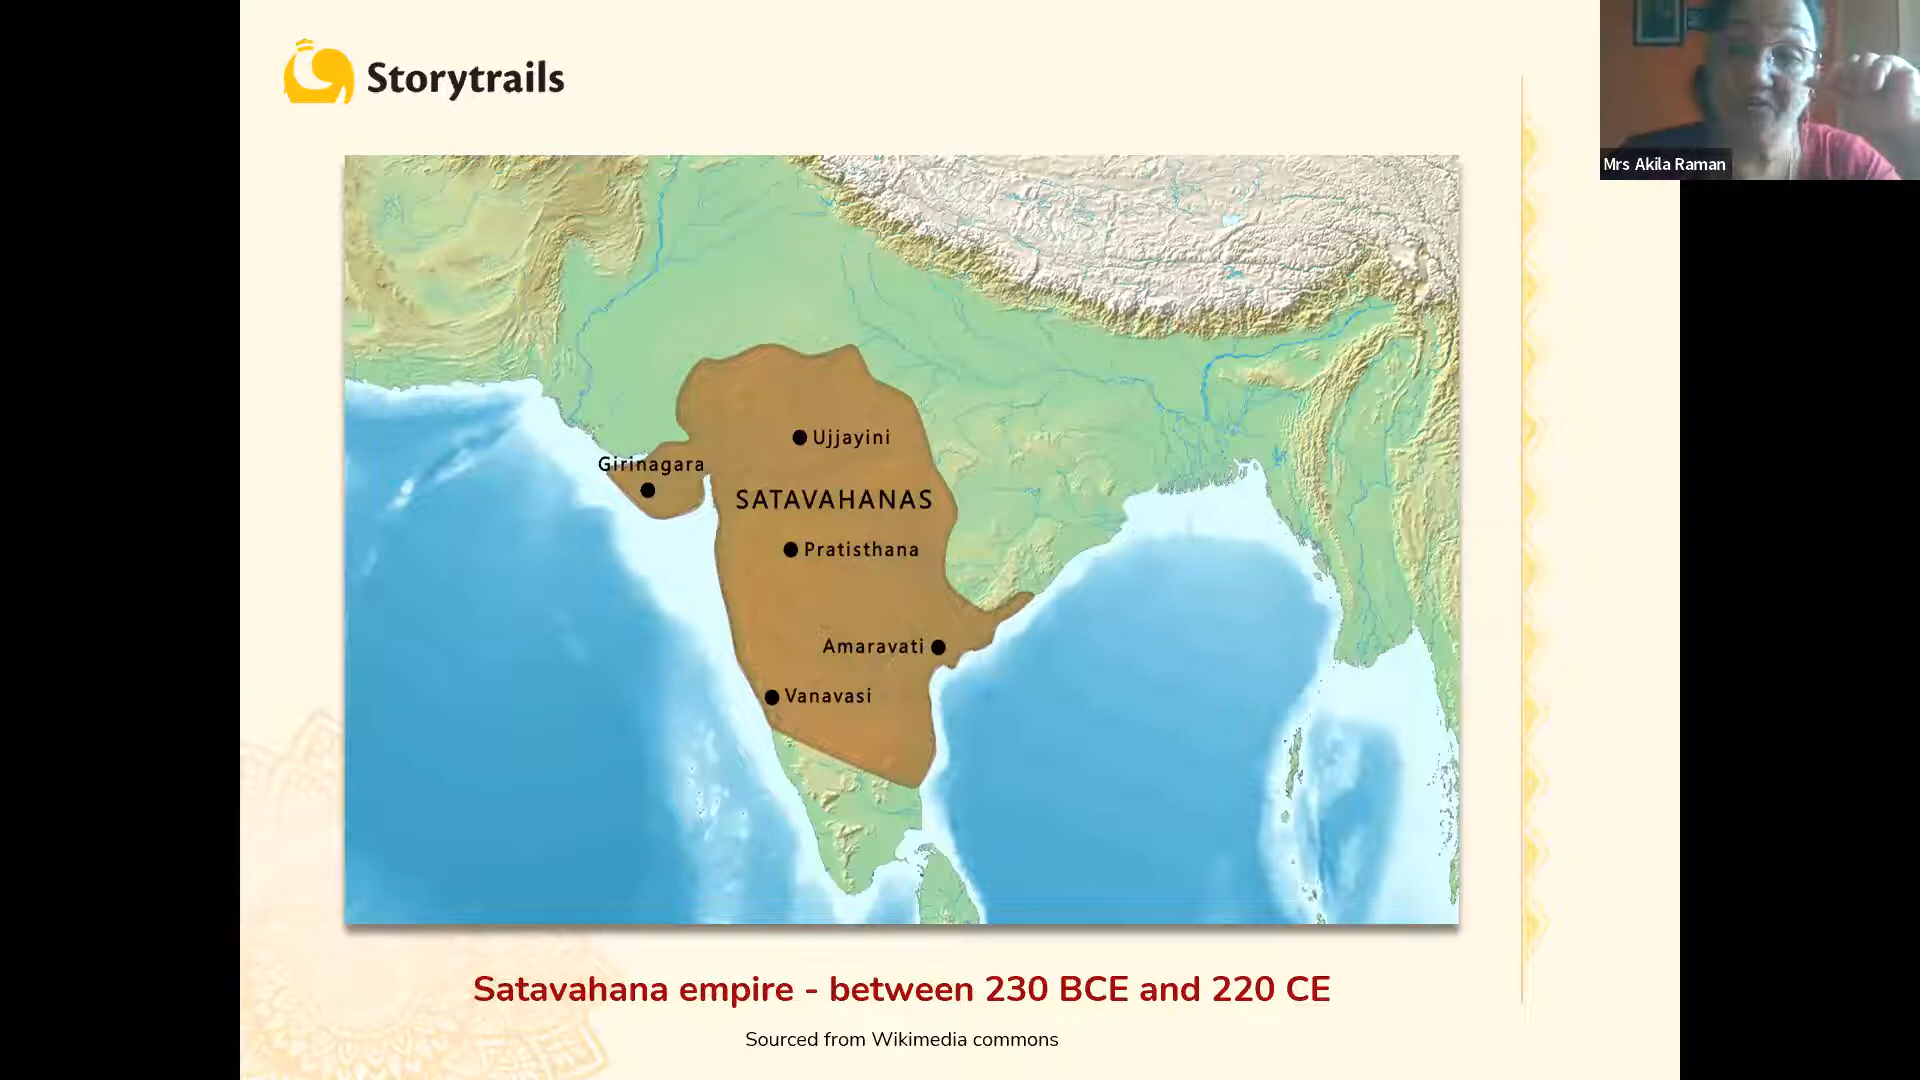 Storytrails
Mrs Akila Raman
Ujjayini
Girinagara
SATAVAHANAS
Pratisthana
Amaravati
Vanavasi
Satavahana empire - between 230 BCE and 220 CE
Sourced from Wikimedia commons